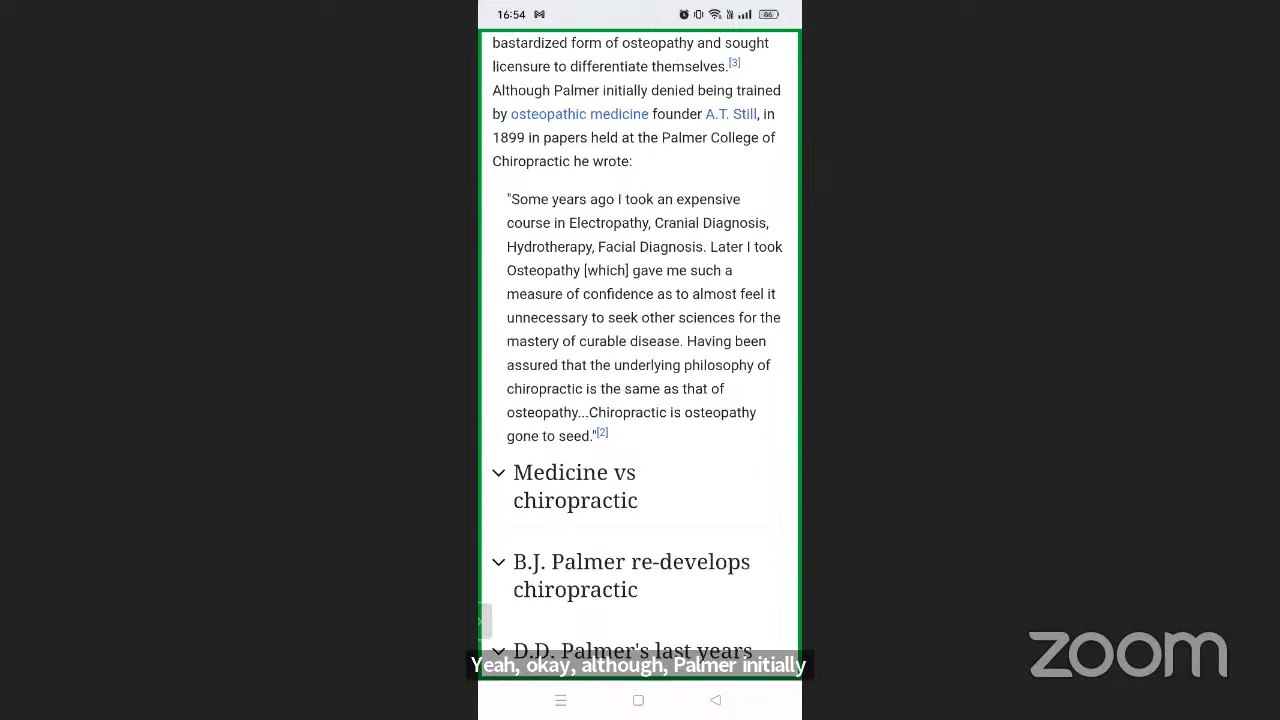 16:54
86
bastardized form of osteopathy and sought
licensure to differentiate themselves.[3]
Although Palmer initially denied being trained
by osteopathic medicine founder A.T. Still, in
1899 in papers held at the Palmer College of
Chiropractic he wrote:
"Some years ago I took an expensive
course in Electropathy, Cranial Diagnosis,
Hydrotherapy, Facial Diagnosis. Later I took
Osteopathy [which] gave me such a
measure of confidence as to almost feel it
unnecessary to seek other sciences for the
mastery of curable disease. Having been
assured that the underlying philosophy of
chiropractic is the same as that of
osteopathy...Chiropractic is osteopathy
gone to seed."[2]
Medicine vs
chiropractic
B.J. Palmer re-develops
chiropractic
D.D. Palmer's last years
Yeah, okay, although, Palmer initially
zoom